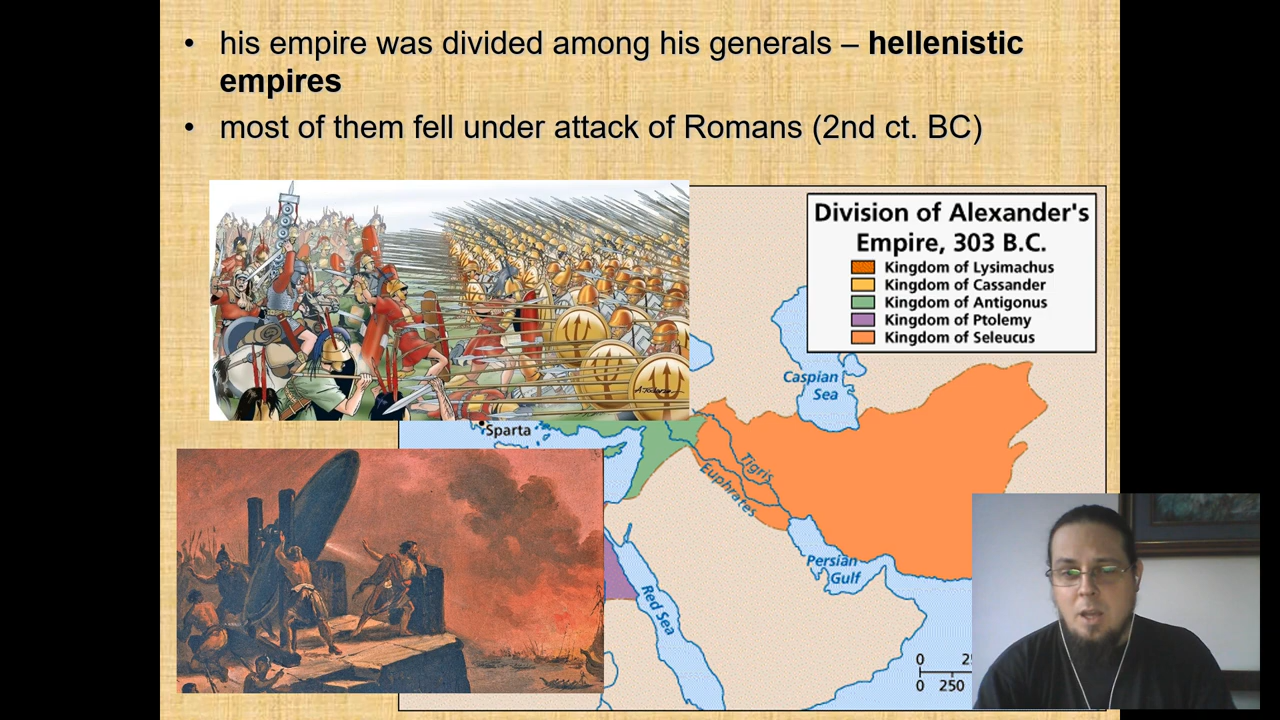 • his empire was divided among his generals – hellenistic
empires
• most of them fell under attack of Romans (2nd ct. BC)
Division of Alexander's
Empire, 303 B.C.
Kingdom of Lysimachus
Kingdom of Cassander
Kingdom of Antigonus
Kingdom of Ptolemy
Kingdom of Seleucus
Caspian
Sea
Sparta
Tigris
Euphrates
Persian
Gulf
Red Sea
0
0 250